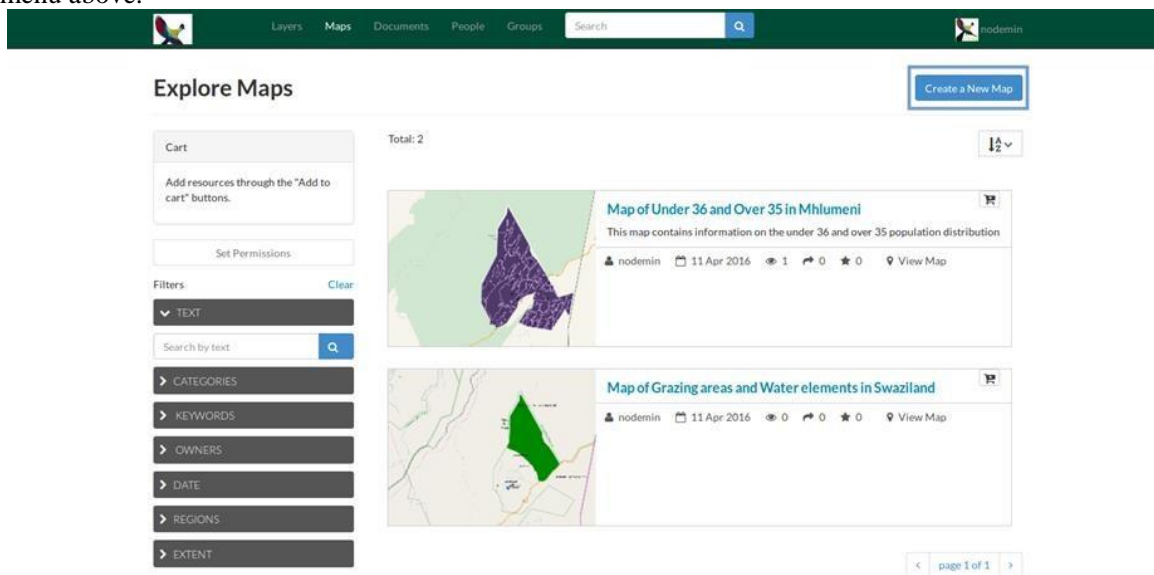 menu above.
Layers Maps Documents People Groups Search nodemin
Explore Maps
Create a New Map
Cart
Add resources through the "Add to
cart" buttons.
Set Permissions
Filters Clear
TEXT
Search by text
CATEGORIES
KEYWORDS
OWNERS
DATE
REGIONS
EXTENT
Total: 2
Map of Under 36 and Over 35 in Mhlumeni
This map contains information on the under 36 and over 35 population distribution
nodemin 11 Apr 2016 1 0 0 View Map
Map of Grazing areas and Water elements in Swaziland
nodemin 11 Apr 2016 0 0 0 View Map
< page 1 of 1 >